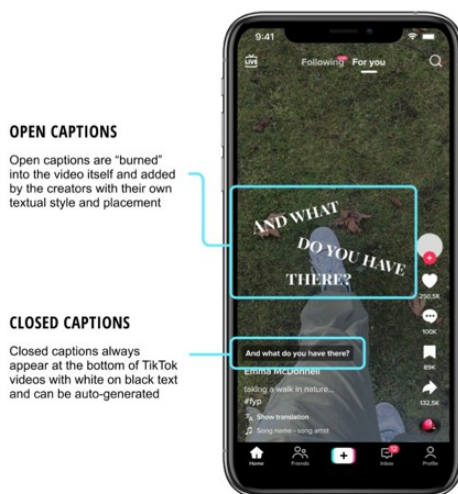 OPEN CAPTIONS
Open captions are “burned”
into the video itself and added
by the creators with their own
textual style and placement
CLOSED CAPTIONS
Closed captions always
appear at the bottom of TikTok
videos with white on black text
and can be auto-generated
9:41
LIVE
Following For you
AND WHAT
DO YOU HAVE
THERE?
250,5K
100K
89K
132,5K
And what do you have there?
Emma McDonnell
taking a walk in nature...
#fyp
Show translation
Song name - song artist
Home
Friends
Inbox
12
Profile